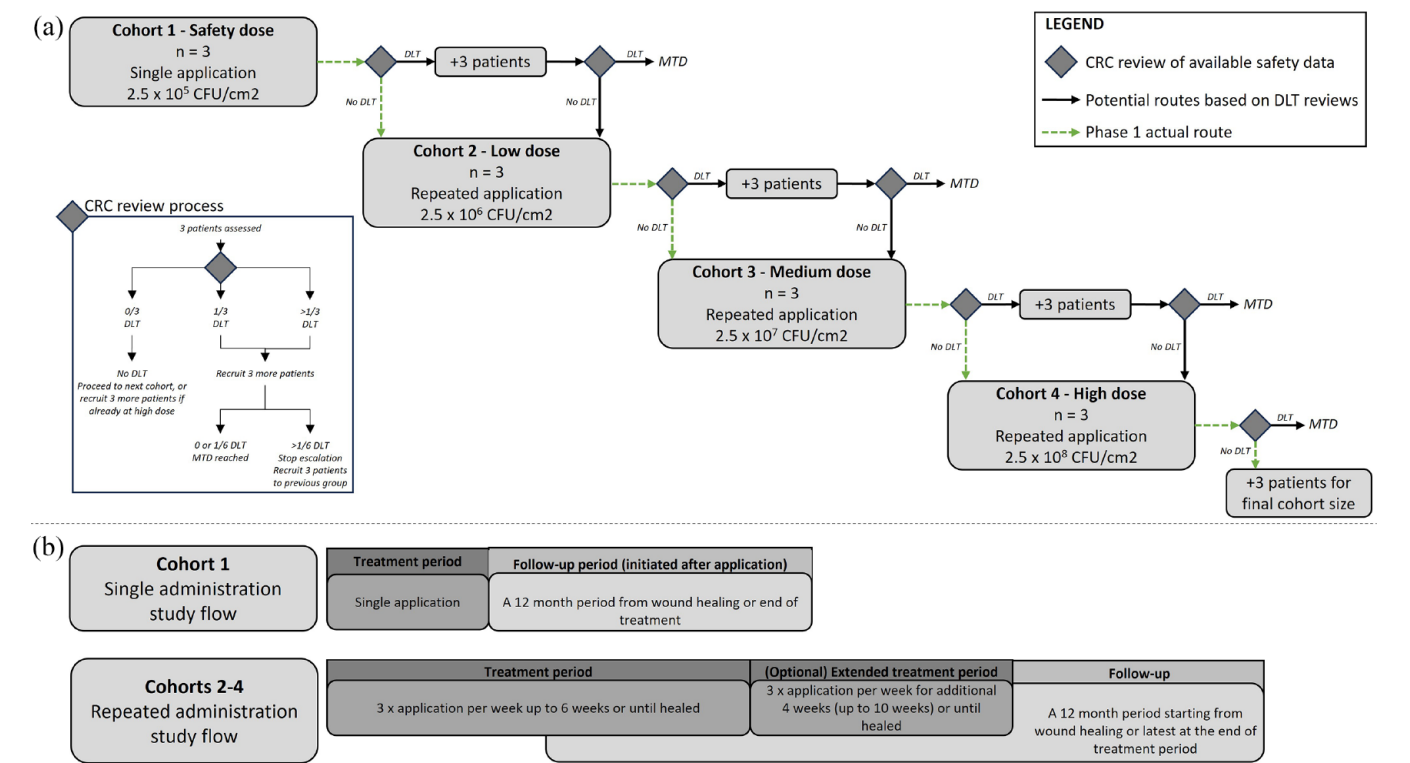 (a)
Cohort 1 - Safety dose
n = 3
Single application
2.5 x 10⁵ CFU/cm2
DLT
+3 patients
DLT
MTD
No DLT
No DLT
LEGEND
CRC review of available safety data
Potential routes based on DLT reviews
Phase 1 actual route
Cohort 2 - Low dose
n = 3
Repeated application
2.5 x 10⁶ CFU/cm2
DLT
+3 patients
DLT
MTD
No DLT
No DLT
Cohort 3 - Medium dose
n = 3
Repeated application
2.5 x 10⁷ CFU/cm2
DLT
+3 patients
DLT
MTD
No DLT
No DLT
Cohort 4 - High dose
n = 3
Repeated application
2.5 x 10⁸ CFU/cm2
DLT
MTD
No DLT
+3 patients for
final cohort size
CRC review process
3 patients assessed
0/3
DLT
1/3
DLT
>1/3
DLT
No DLT
Proceed to next cohort, or
recruit 3 more patients if
already at high dose
Recruit 3 more patients
0 or 1/6 DLT
MTD reached
>1/6 DLT
Stop escalation
Recruit 3 patients
to previous group
(b)
Cohort 1
Single administration
study flow
Treatment period
Single application
Follow-up period (initiated after application)
A 12 month period from wound healing or end of
treatment
Cohorts 2-4
Repeated administration
study flow
Treatment period
3 x application per week up to 6 weeks or until healed
(Optional) Extended treatment period
3 x application per week for additional
4 weeks (up to 10 weeks) or until
healed
Follow-up
A 12 month period starting from
wound healing or latest at the end of
treatment period